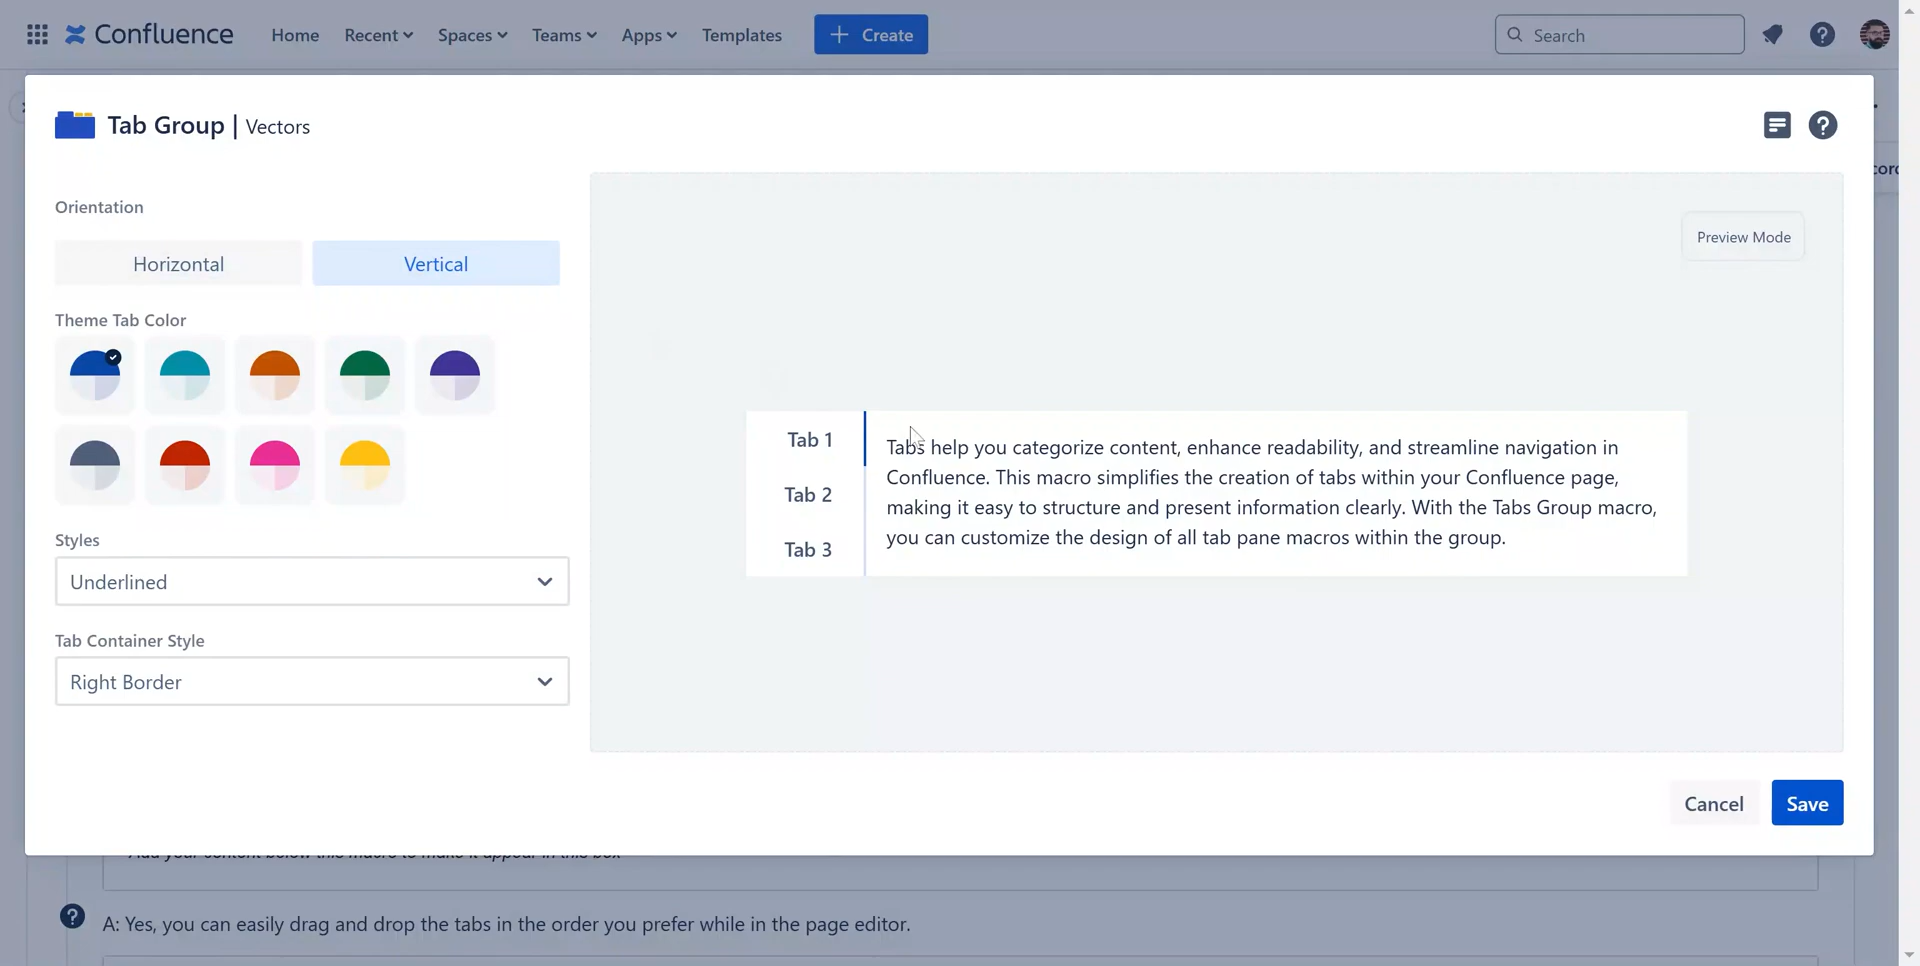 Confluence
Home
Recent
Spaces
Teams
Apps
Templates
+ Create
Search
Tab Group | Vectors
Orientation
Horizontal
Vertical
Theme Tab Color
Styles
Underlined
Tab Container Style
Right Border
Preview Mode
Tab 1
Tab 2
Tab 3
Tabs help you categorize content, enhance readability, and streamline navigation in
Confluence. This macro simplifies the creation of tabs within your Confluence page,
making it easy to structure and present information clearly. With the Tabs Group macro,
you can customize the design of all tab pane macros within the group.
Cancel
Save
Add your content below this macro to make it appear in this box
A: Yes, you can easily drag and drop the tabs in the order you prefer while in the page editor.